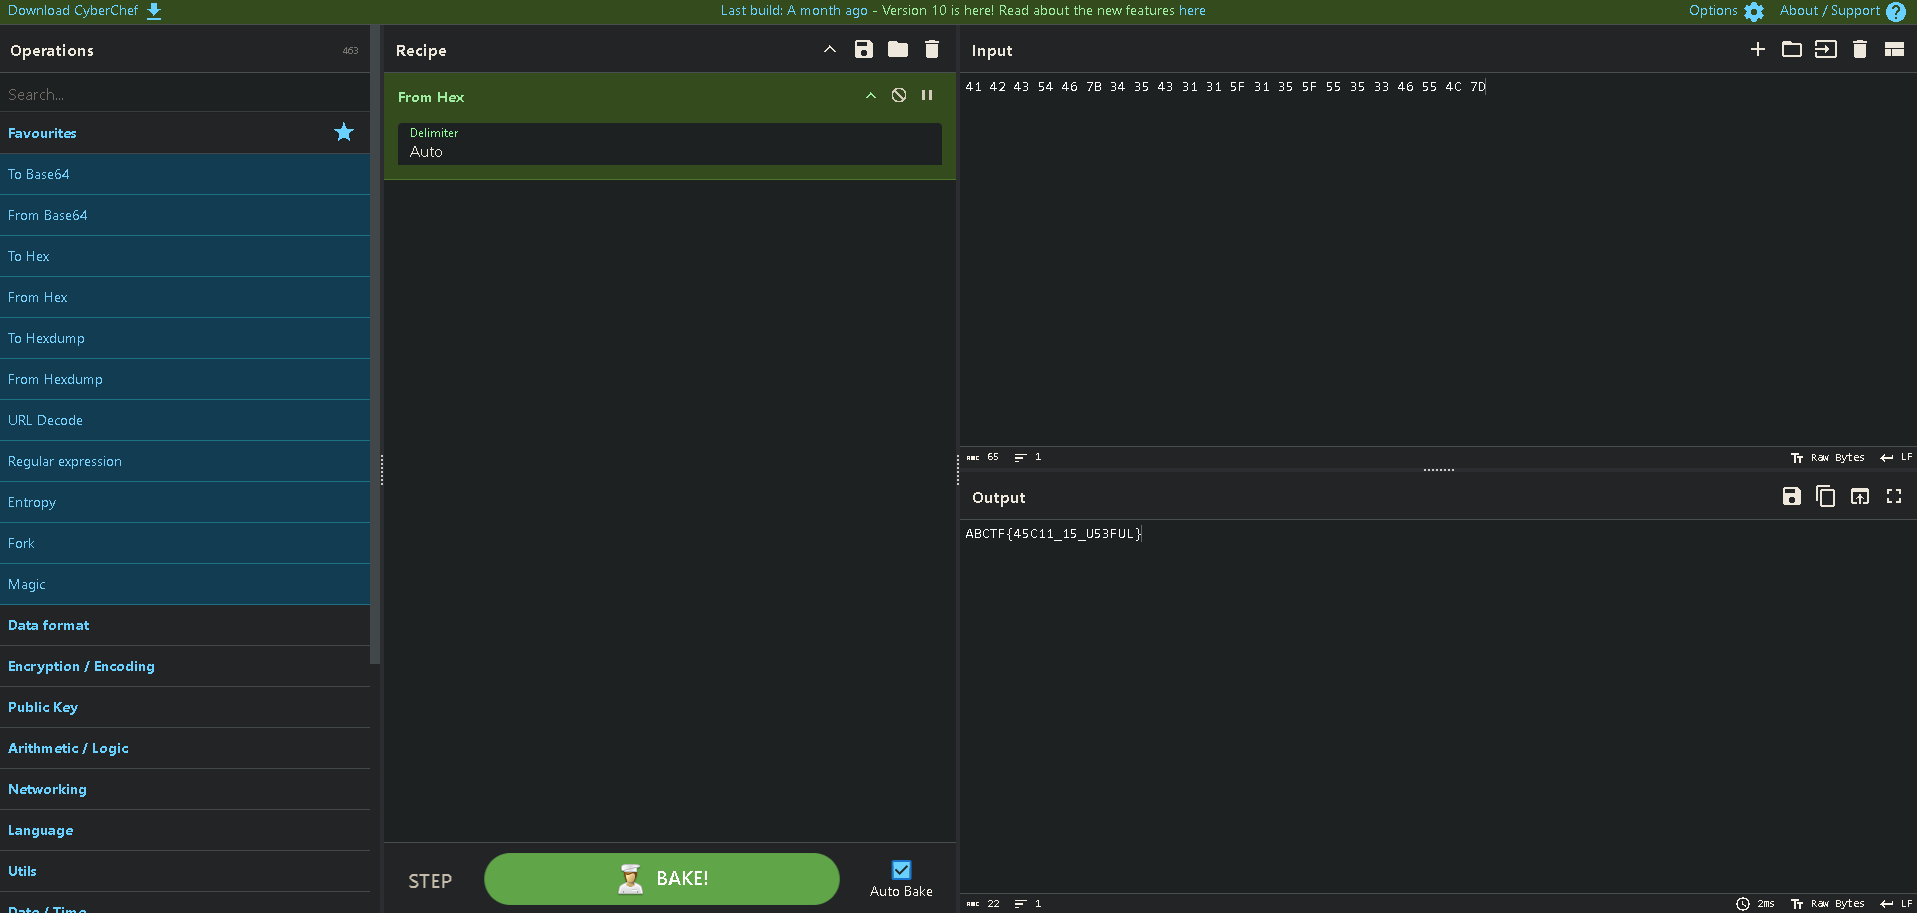 Download CyberChef
Last build: A month ago - Version 10 is here! Read about the new features here
Options
About / Support
Operations
463
Search...
Favourites
To Base64
From Base64
To Hex
From Hex
To Hexdump
From Hexdump
URL Decode
Regular expression
Entropy
Fork
Magic
Data format
Encryption / Encoding
Public Key
Arithmetic / Logic
Networking
Language
Utils
Date / Time
Recipe
From Hex
Delimiter
Auto
STEP
BAKE!
Auto Bake
Input
41 42 43 54 46 7B 34 35 43 31 31 5F 31 35 5F 55 35 33 46 55 4C 7D
ABC 65 1
Tт Raw Bytes LF
Output
ABCTF{45C11_15_U53FUL}
ABC 22 1
2ms Tт Raw Bytes LF